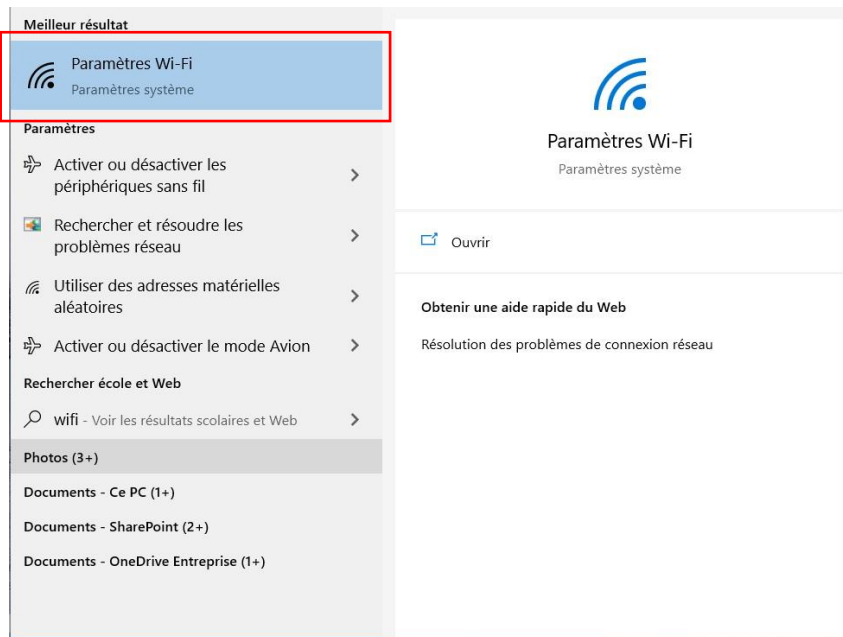 Meilleur résultat
Paramètres Wi-Fi
Paramètres système
Paramètres
Activer ou désactiver les
périphériques sans fil
Rechercher et résoudre les
problèmes réseau
Utiliser des adresses matérielles
aléatoires
Activer ou désactiver le mode Avion
Rechercher école et Web
wifi - Voir les résultats scolaires et Web
Photos (3+)
Documents - Ce PC (1+)
Documents - SharePoint (2+)
Documents - OneDrive Entreprise (1+)
Paramètres Wi-Fi
Paramètres système
Ouvrir
Obtenir une aide rapide du Web
Résolution des problèmes de connexion réseau